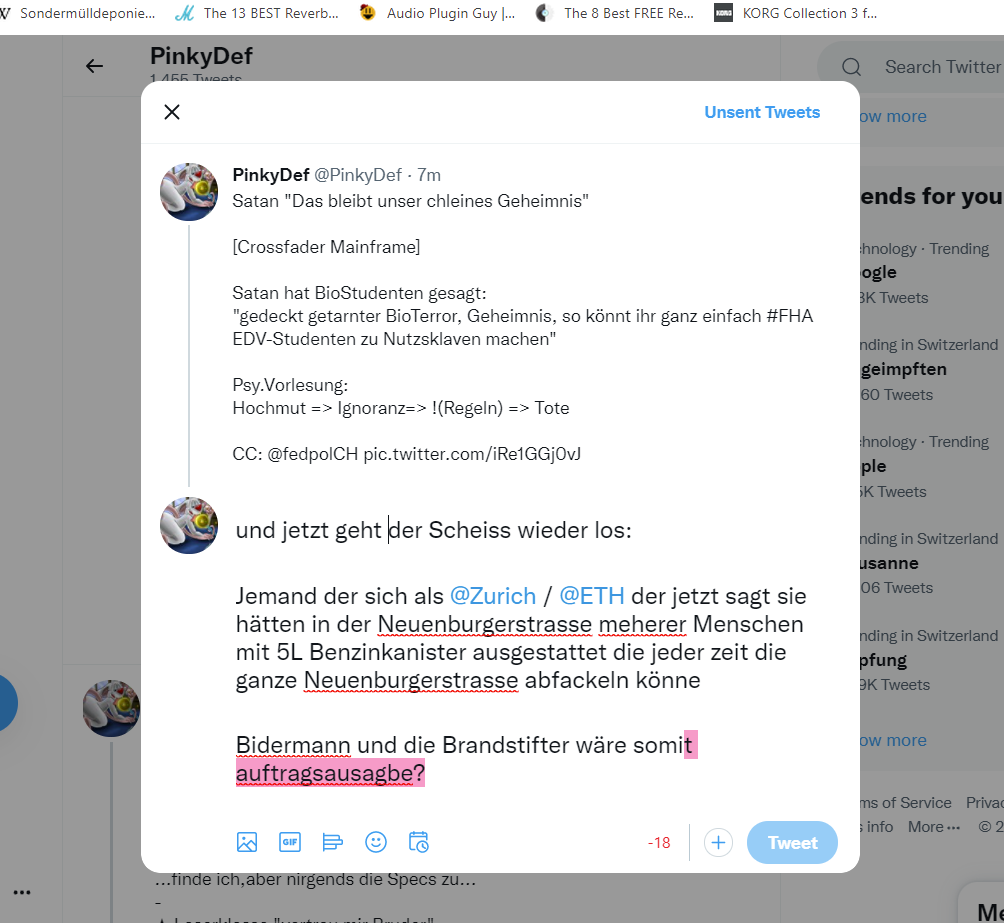 Sondermülldeponie... The 13 BEST Reverb... Audio Plugin Guy |... The 8 Best FREE Re... KORG Collection 3 f...
PinkyDef
1,455 Tweets
Search Twitter
Unsent Tweets
ow more
PinkyDef @PinkyDef · 7m
Satan "Das bleibt unser chleines Geheimnis"
[Crossfader Mainframe]
Satan hat BioStudenten gesagt:
"gedeckt getarnter BioTerror, Geheimnis, so könnt ihr ganz einfach #FHA
EDV-Studenten zu Nutzsklaven machen"
Psy.Vorlesung:
Hochmut => Ignoranz=> !(Regeln) => Tote
CC: @fedpolCH pic.twitter.com/iRe1GGj0vJ
und jetzt geht der Scheiss wieder los:
Jemand der sich als @Zurich / @ETH der jetzt sagt sie
hätten in der Neuenburgerstrasse meherer Menschen
mit 5L Benzinkanister ausgestattet die jeder zeit die
ganze Neuenburgerstrasse abfackeln könne
Bidermann und die Brandstifter wäre somit
auftragsausagbe?
-18
Tweet
ends for you
chnology · Trending
ogle
3K Tweets
nding in Switzerland
geimpften
60 Tweets
chnology · Trending
ple
5K Tweets
nding in Switzerland
usanne
06 Tweets
nding in Switzerland
pfung
9K Tweets
ow more
ms of Service Privac
s info More ··· © 2
...finde ich,aber nirgends die Specs zu...
-
Me